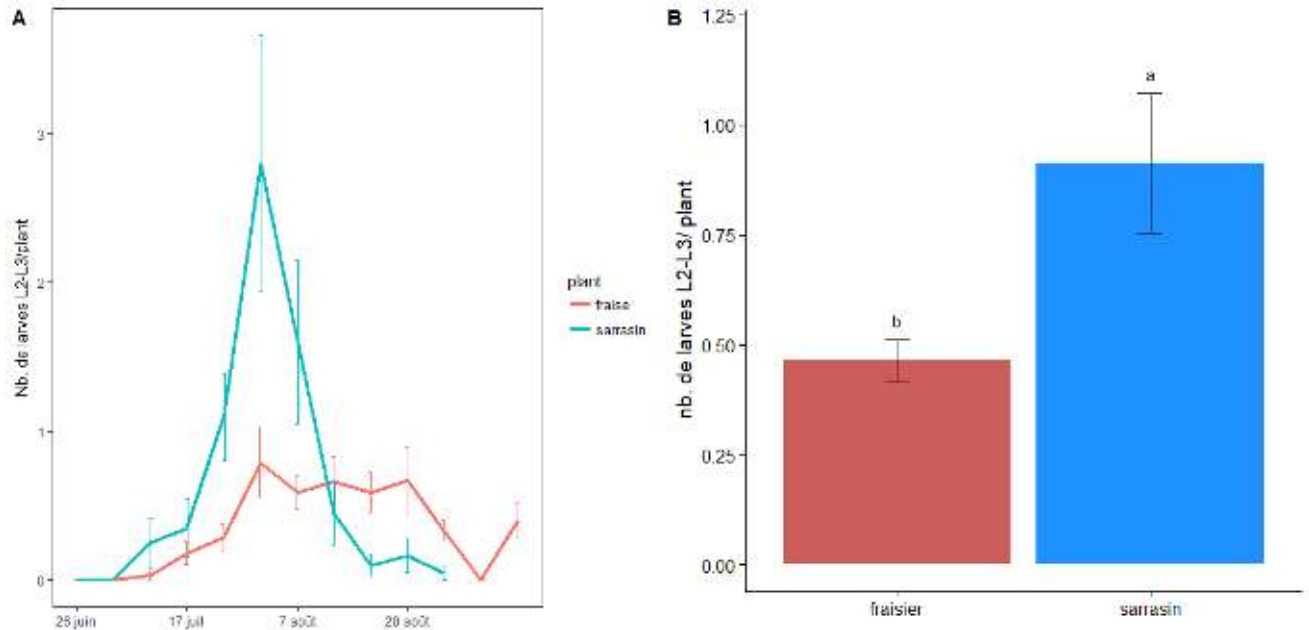 A
Nb. de larves L2-L3/plant
3
2
1
0
26 juin
17 juil
7 août
28 août
plant
fraise
sarrasin
B
nb. de larves L2-L3/ plant
1.25
1.00
0.75
0.50
0.25
0.00
b
a
fraisier
sarrasin